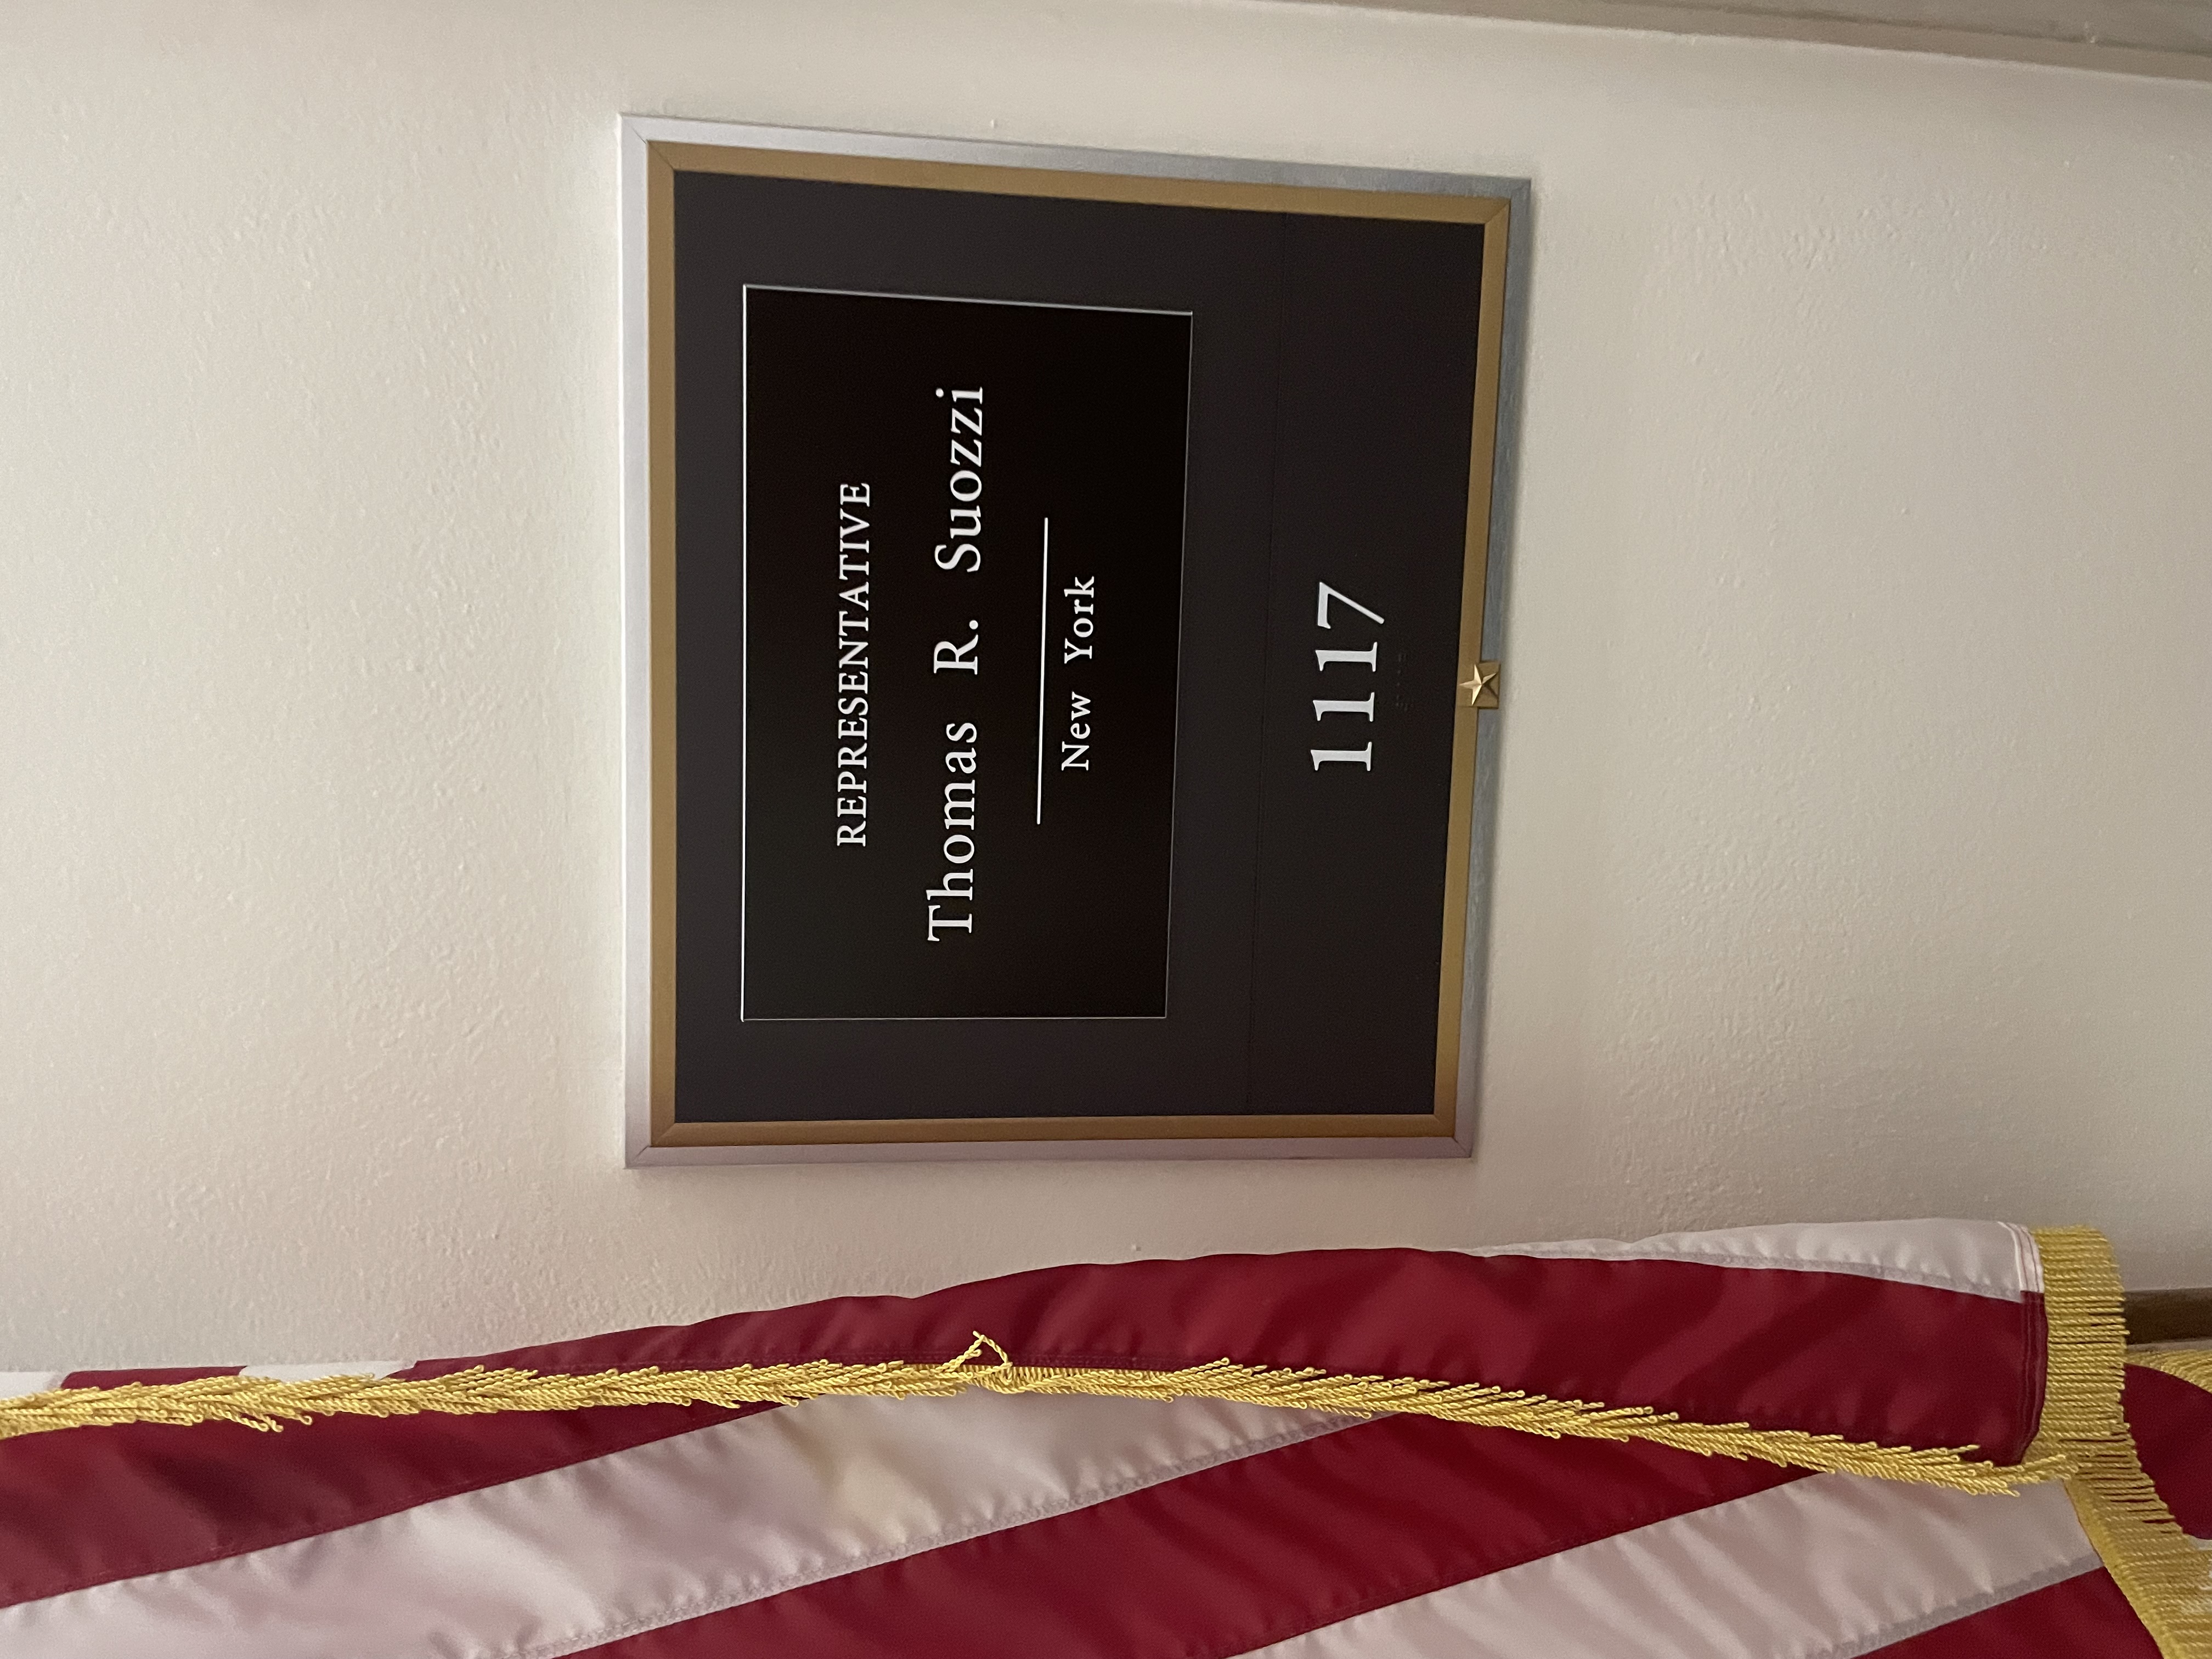 REPRESENTATIVE
Thomas R. Suozzi
New York
1117